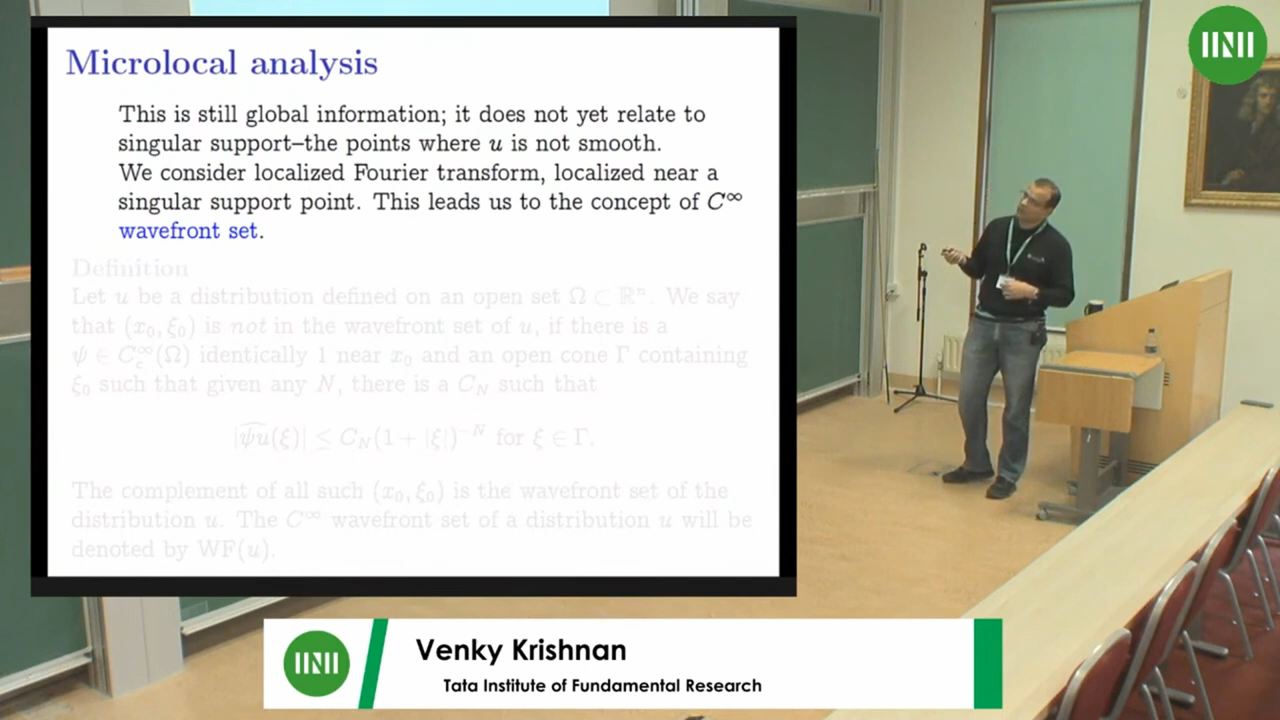 Microlocal analysis
This is still global information; it does not yet relate to
singular support–the points where u is not smooth.
We consider localized Fourier transform, localized near a
singular support point. This leads us to the concept of C∞
wavefront set.
Definition
Let u be a distribution defined on an open set Ω ⊂ ℝⁿ. We say
that (x₀, ξ₀) is not in the wavefront set of u, if there is a
ψ ∈ C_c^∞(Ω) identically 1 near x₀ and an open cone Γ containing
ξ₀ such that given any N, there is a C_N such that
|ψ̂u(ξ)| ≤ C_N(1 + |ξ|)^{−N} for ξ ∈ Γ.
The complement of all such (x₀, ξ₀) is the wavefront set of the
distribution u. The C∞ wavefront set of a distribution u will be
denoted by WF(u).
Venky Krishnan
Tata Institute of Fundamental Research